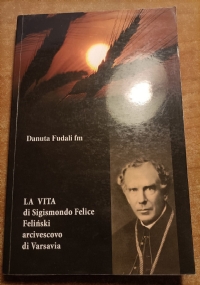 Danuta Fudali fm
LA VITA
di Sigismondo Felice
Feliński
arcivescovo
di Varsavia